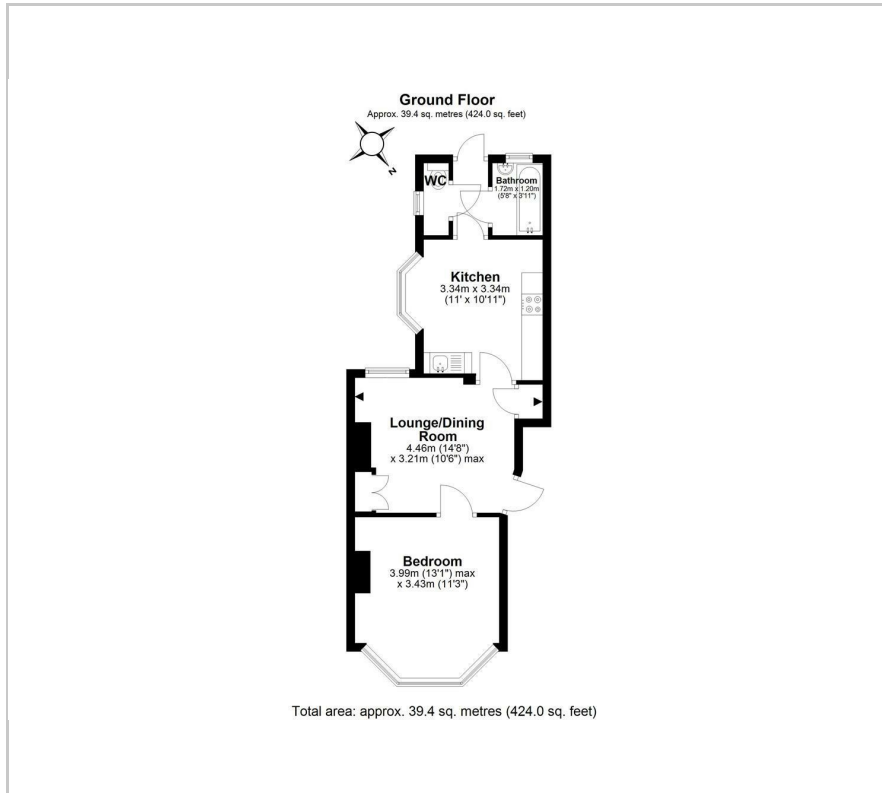 Ground Floor
Approx. 39.4 sq. metres (424.0 sq. feet)
N
WC
Bathroom
1.72m x 1.20m
(5'8" x 3'11")
Kitchen
3.34m x 3.34m
(11' x 10'11")
Lounge/Dining
Room
4.46m (14'8")
x 3.21m (10'6") max
Bedroom
3.99m (13'1") max
x 3.43m (11'3")
Total area: approx. 39.4 sq. metres (424.0 sq. feet)